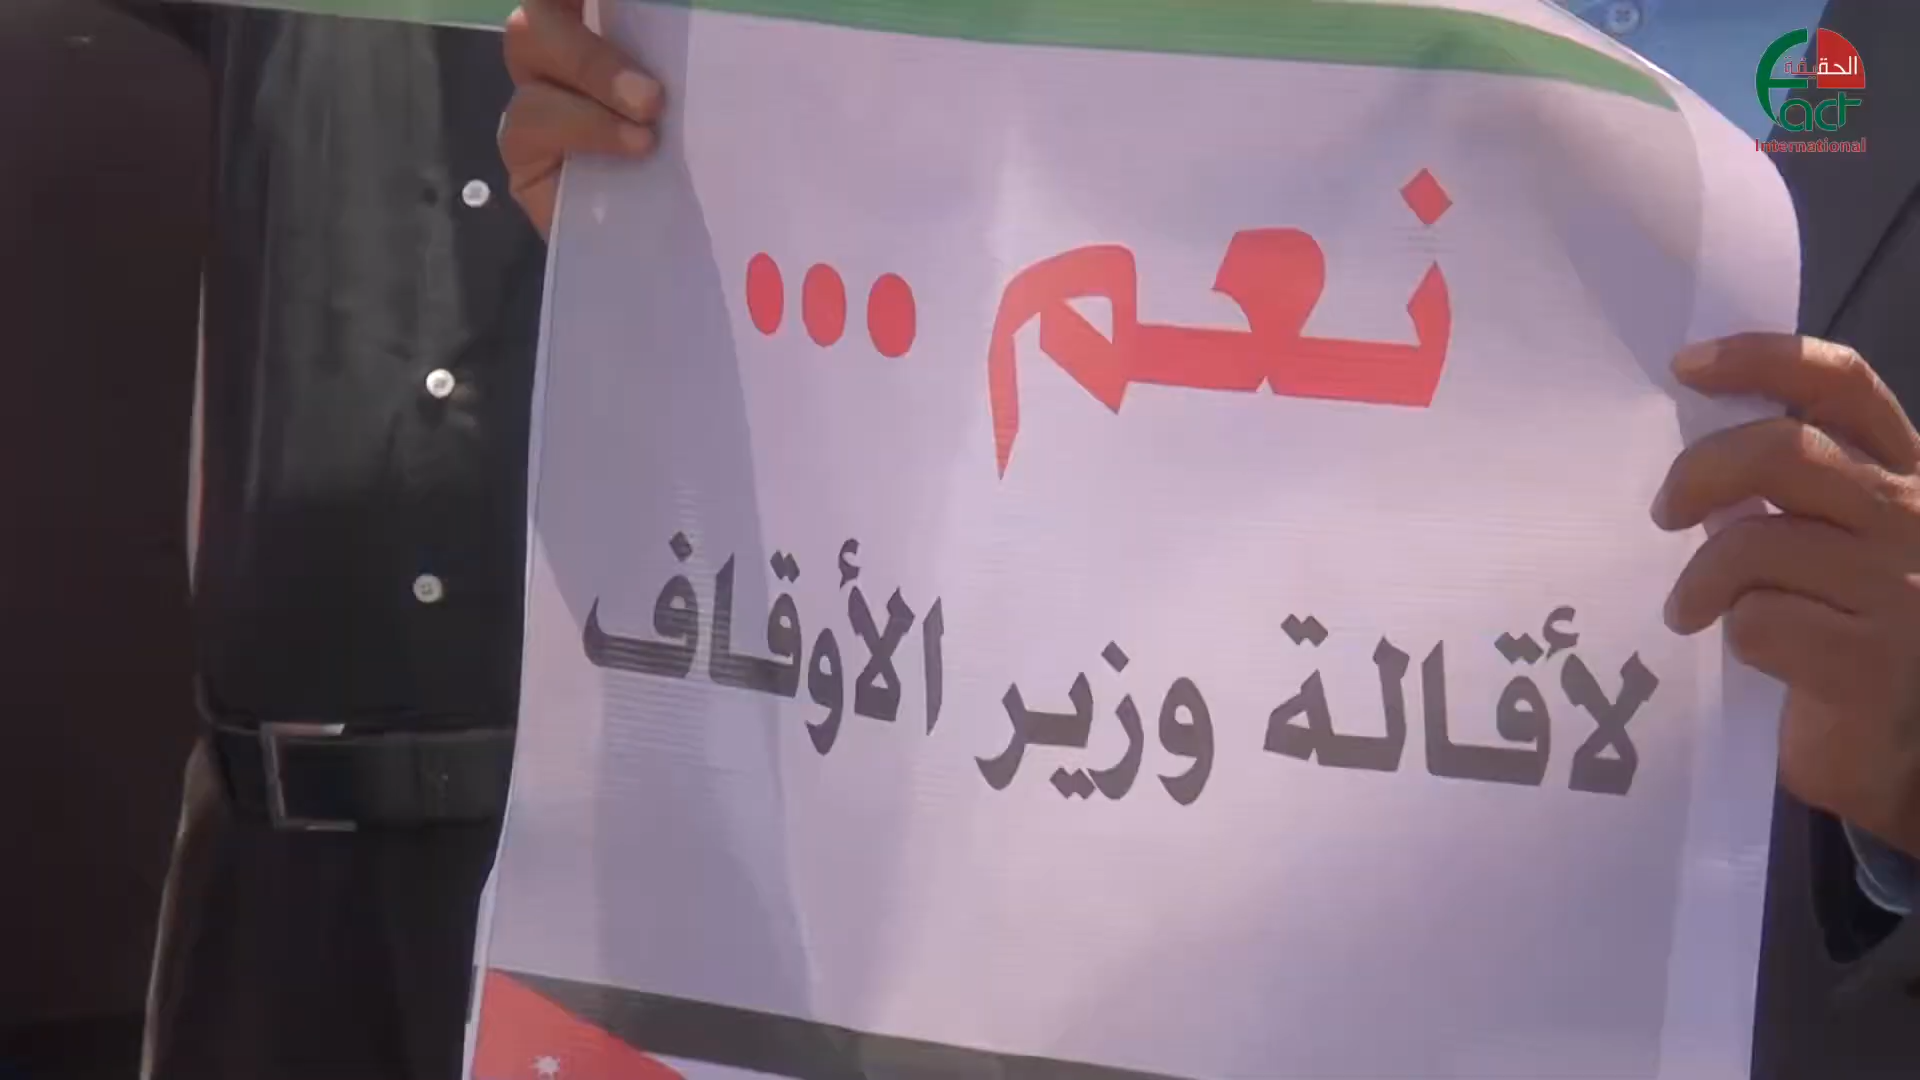 الحقيقة
Fact
International
نعم ...
لأقالة وزير الأوقاف